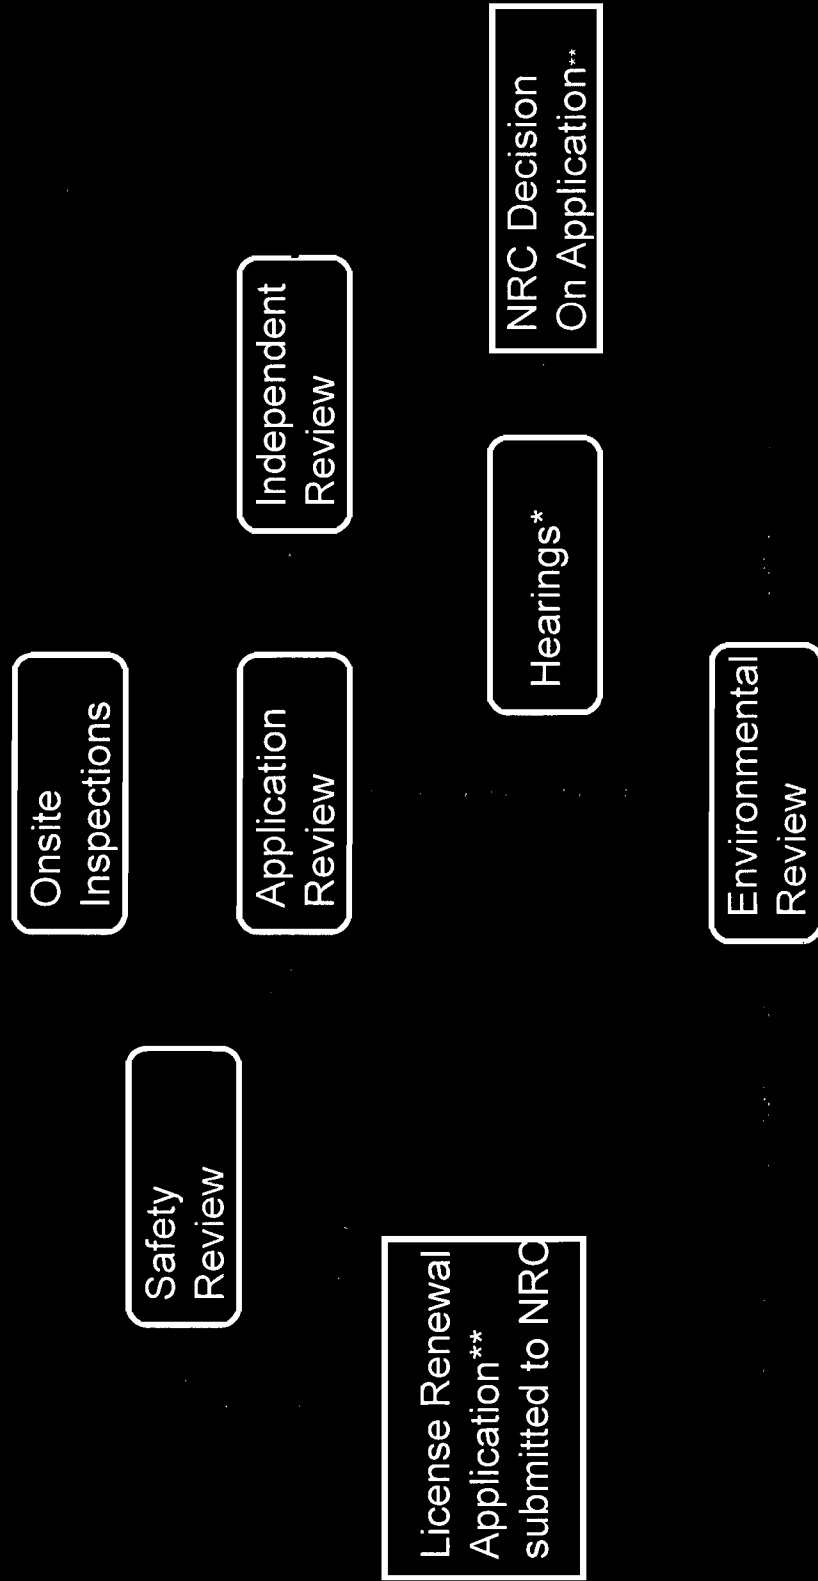 Onsite
Inspections
Safety
Review
Application
Review
Independent
Review
License Renewal
Application**
submitted to NRC
Hearings*
NRC Decision
On Application**
Environmental
Review